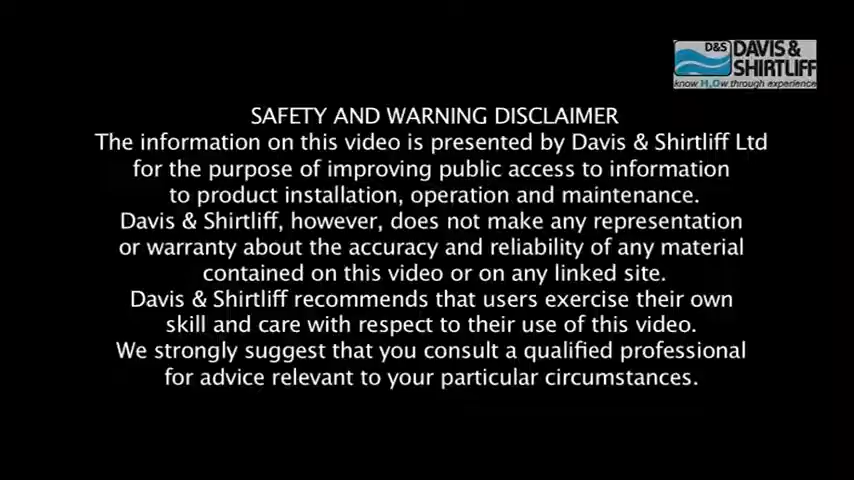 D&S DAVIS &
SHIRTLIFF
know H₂Ow through experience
SAFETY AND WARNING DISCLAIMER
The information on this video is presented by Davis & Shirtliff Ltd
for the purpose of improving public access to information
to product installation, operation and maintenance.
Davis & Shirtliff, however, does not make any representation
or warranty about the accuracy and reliability of any material
contained on this video or on any linked site.
Davis & Shirtliff recommends that users exercise their own
skill and care with respect to their use of this video.
We strongly suggest that you consult a qualified professional
for advice relevant to your particular circumstances.